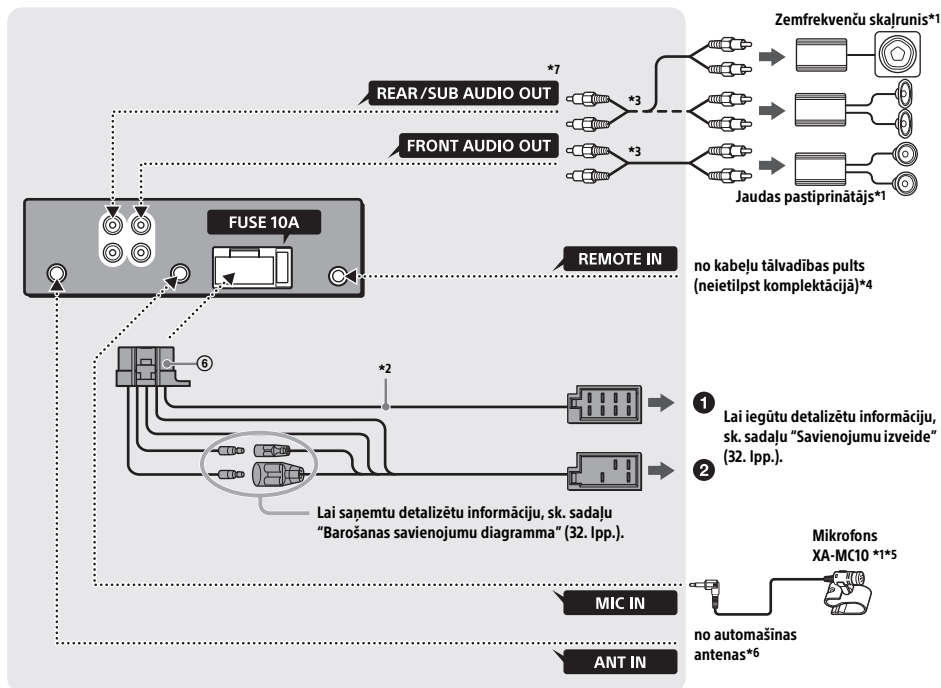 Zemfrekvenču skaļrunis*1
*7
REAR/SUB AUDIO OUT
*3
FRONT AUDIO OUT
*3
Jaudas pastiprinātājs*1
FUSE 10A
REMOTE IN
no kabeļu tālvadības pults
(neietilpst komplektācijā)*4
⑥
*2
❶
Lai iegūtu detalizētu informāciju,
sk. sadaļu “Savienojumu izveide”
(32. lpp.).
❷
Lai saņemtu detalizētu informāciju, sk. sadaļu
“Barošanas savienojumu diagramma” (32. lpp.).
Mikrofons
XA-MC10 *1*5
MIC IN
no automašīnas
antenas*6
ANT IN